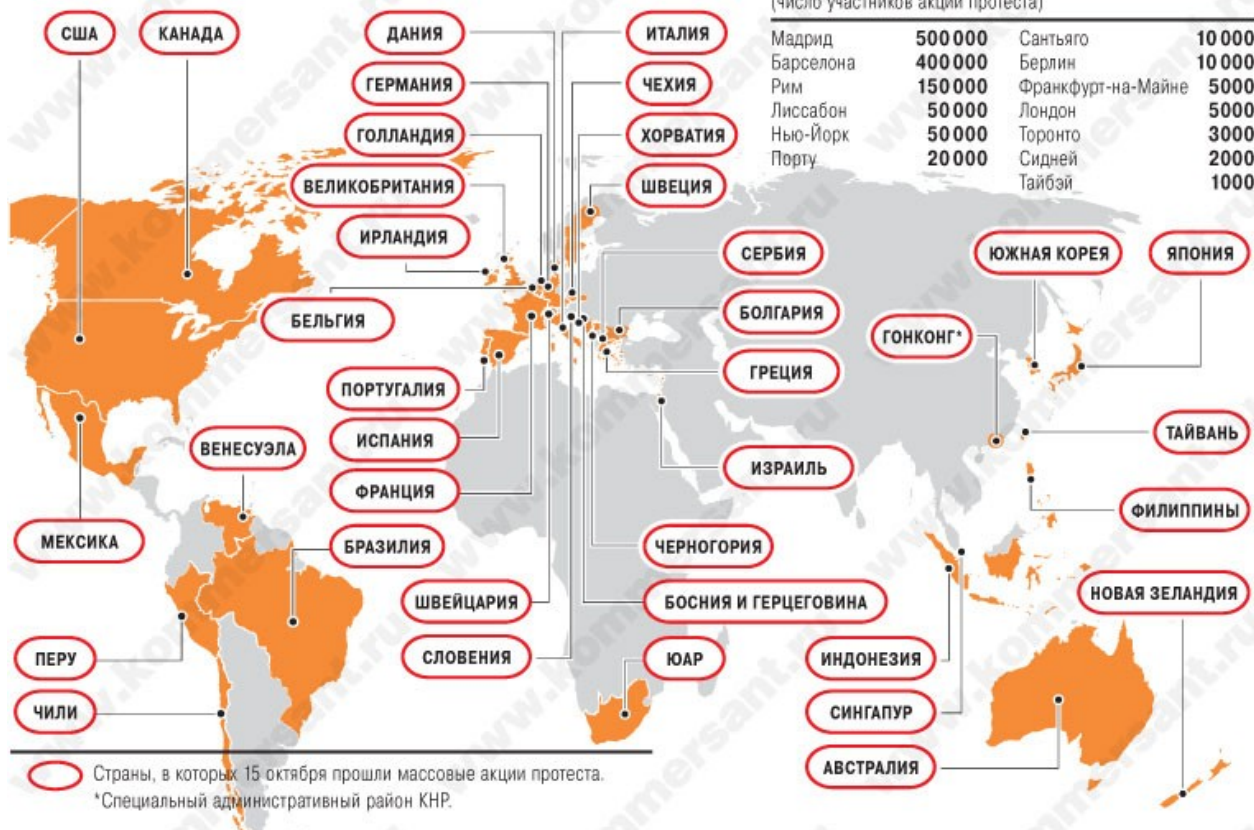 (число участников акции протеста)
Мадрид 500 000
Барселона 400 000
Рим 150 000
Лиссабон 50 000
Нью-Йорк 50 000
Порту 20 000
Сантьяго 10 000
Берлин 10 000
Франкфурт-на-Майне 5000
Лондон 5000
Торонто 3000
Сидней 2000
Тайбэй 1000
США
КАНАДА
ДАНИЯ
ИТАЛИЯ
ГЕРМАНИЯ
ЧЕХИЯ
ГОЛЛАНДИЯ
ХОРВАТИЯ
ВЕЛИКОБРИТАНИЯ
ШВЕЦИЯ
ИРЛАНДИЯ
СЕРБИЯ
ЮЖНАЯ КОРЕЯ
ЯПОНИЯ
БЕЛЬГИЯ
БОЛГАРИЯ
ГОНКОНГ*
ГРЕЦИЯ
ПОРТУГАЛИЯ
ИСПАНИЯ
ТАЙВАНЬ
ВЕНЕСУЭЛА
ИЗРАИЛЬ
ФРАНЦИЯ
ФИЛИППИНЫ
МЕКСИКА
БРАЗИЛИЯ
ЧЕРНОГОРИЯ
ШВЕЙЦАРИЯ
БОСНИЯ И ГЕРЦЕГОВИНА
НОВАЯ ЗЕЛАНДИЯ
ПЕРУ
СЛОВЕНИЯ
ЮАР
ИНДОНЕЗИЯ
ЧИЛИ
СИНГАПУР
АВСТРАЛИЯ
Страны, в которых 15 октября прошли массовые акции протеста.
*Специальный административный район КНР.
www.kommersant.ru